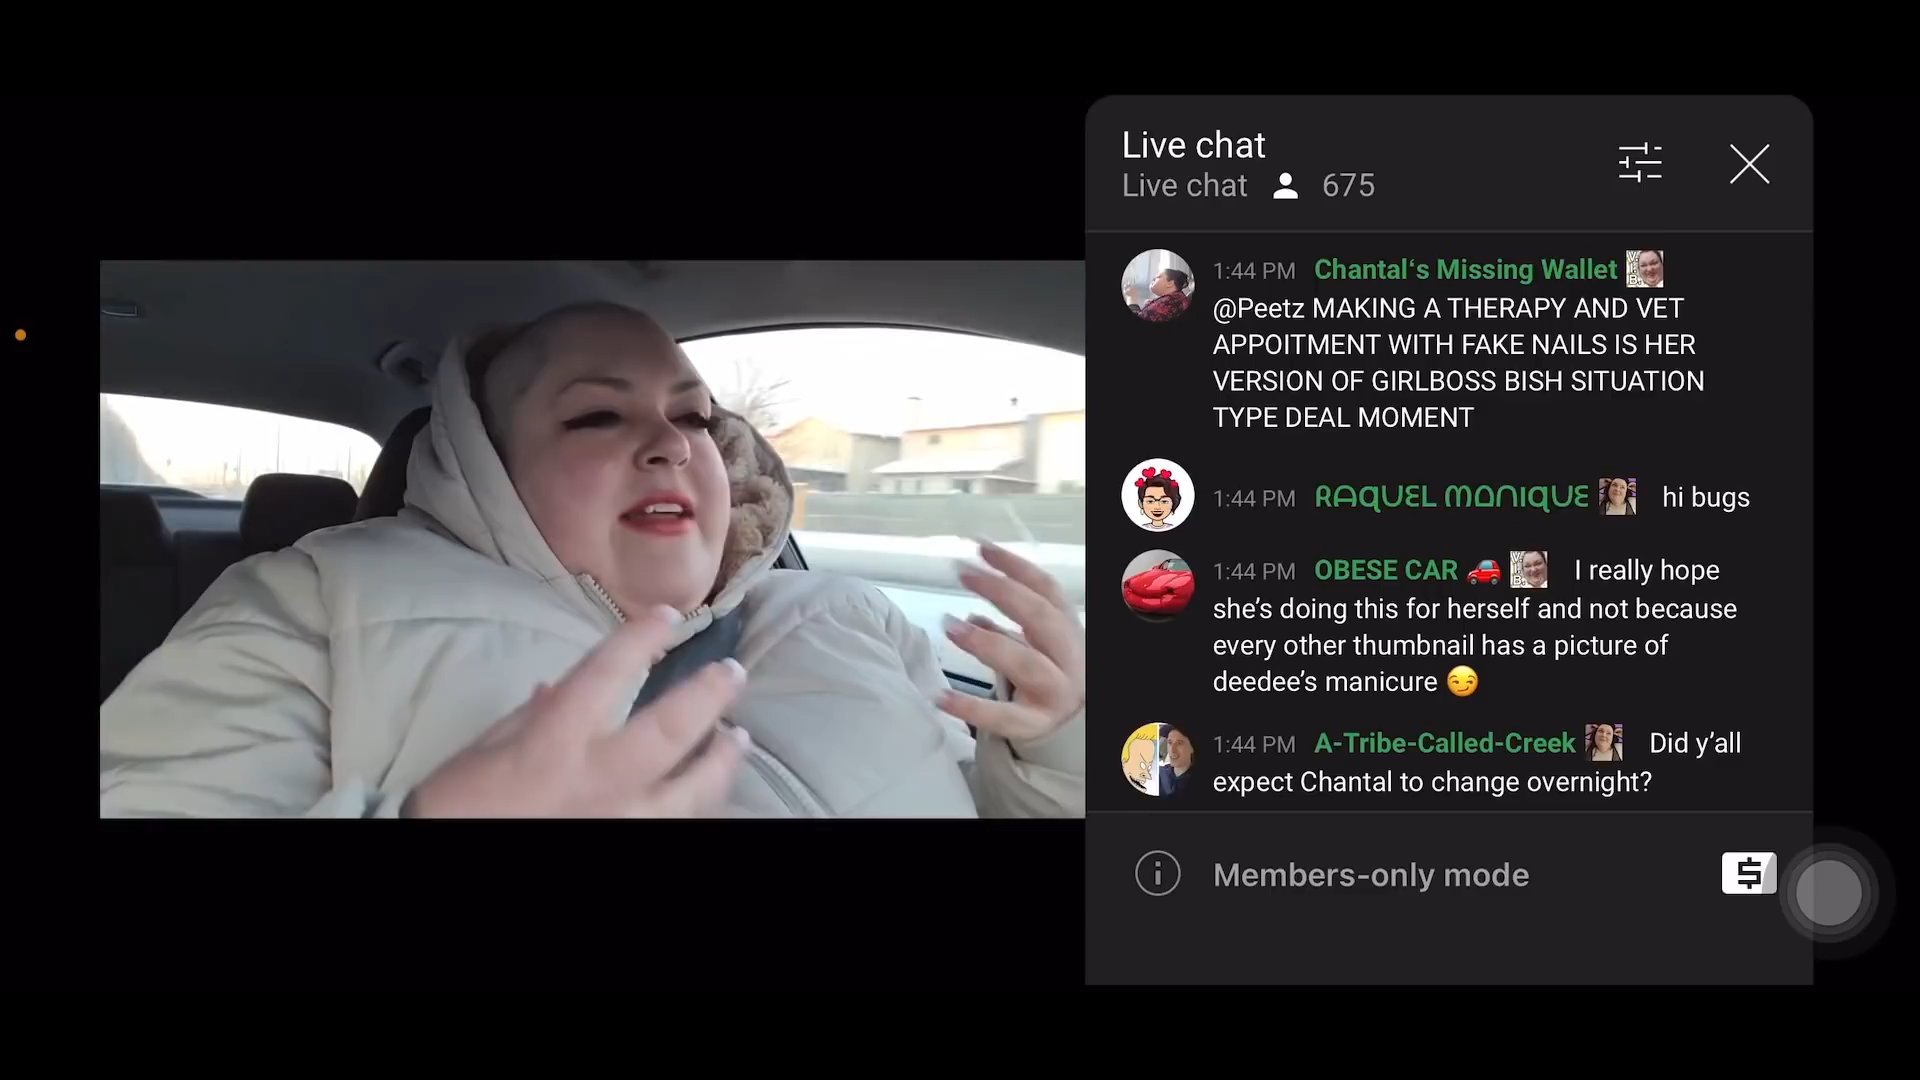 Live chat
Live chat 675
1:44 PM Chantal‘s Missing Wallet
@Peetz MAKING A THERAPY AND VET
APPOITMENT WITH FAKE NAILS IS HER
VERSION OF GIRLBOSS BISH SITUATION
TYPE DEAL MOMENT
1:44 PM RAQUEL MANIQUE hi bugs
1:44 PM OBESE CAR 🚗 I really hope
she’s doing this for herself and not because
every other thumbnail has a picture of
deedee’s manicure 😏
1:44 PM A-Tribe-Called-Creek Did y’all
expect Chantal to change overnight?
Members-only mode